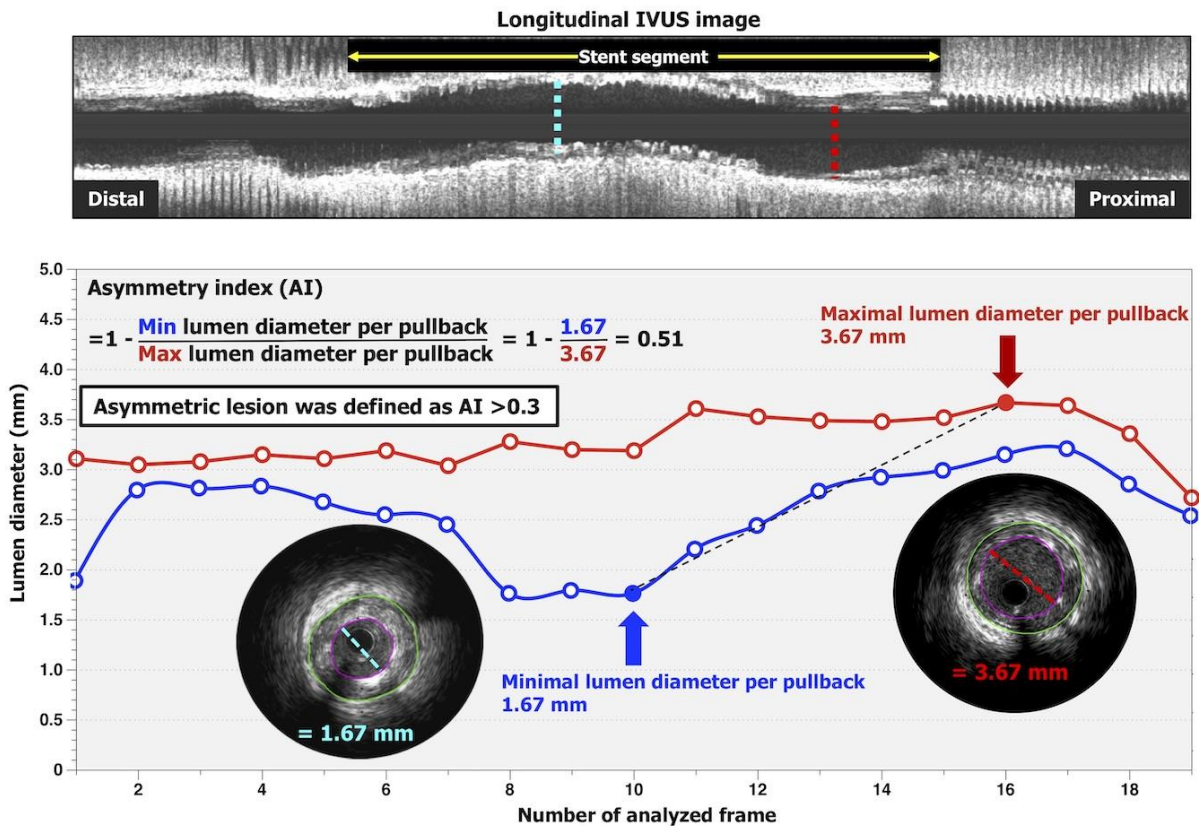 Longitudinal IVUS image
Stent segment
Distal
Proximal
Asymmetry index (AI)
=1 - Min lumen diameter per pullback / Max lumen diameter per pullback = 1 - 1.67 / 3.67 = 0.51
Asymmetric lesion was defined as AI >0.3
Maximal lumen diameter per pullback
3.67 mm
Minimal lumen diameter per pullback
1.67 mm
= 1.67 mm
= 3.67 mm
Lumen diameter (mm)
5.0
4.5
4.0
3.5
3.0
2.5
2.0
1.5
1.0
0.5
0
2 4 6 8 10 12 14 16 18
Number of analyzed frame